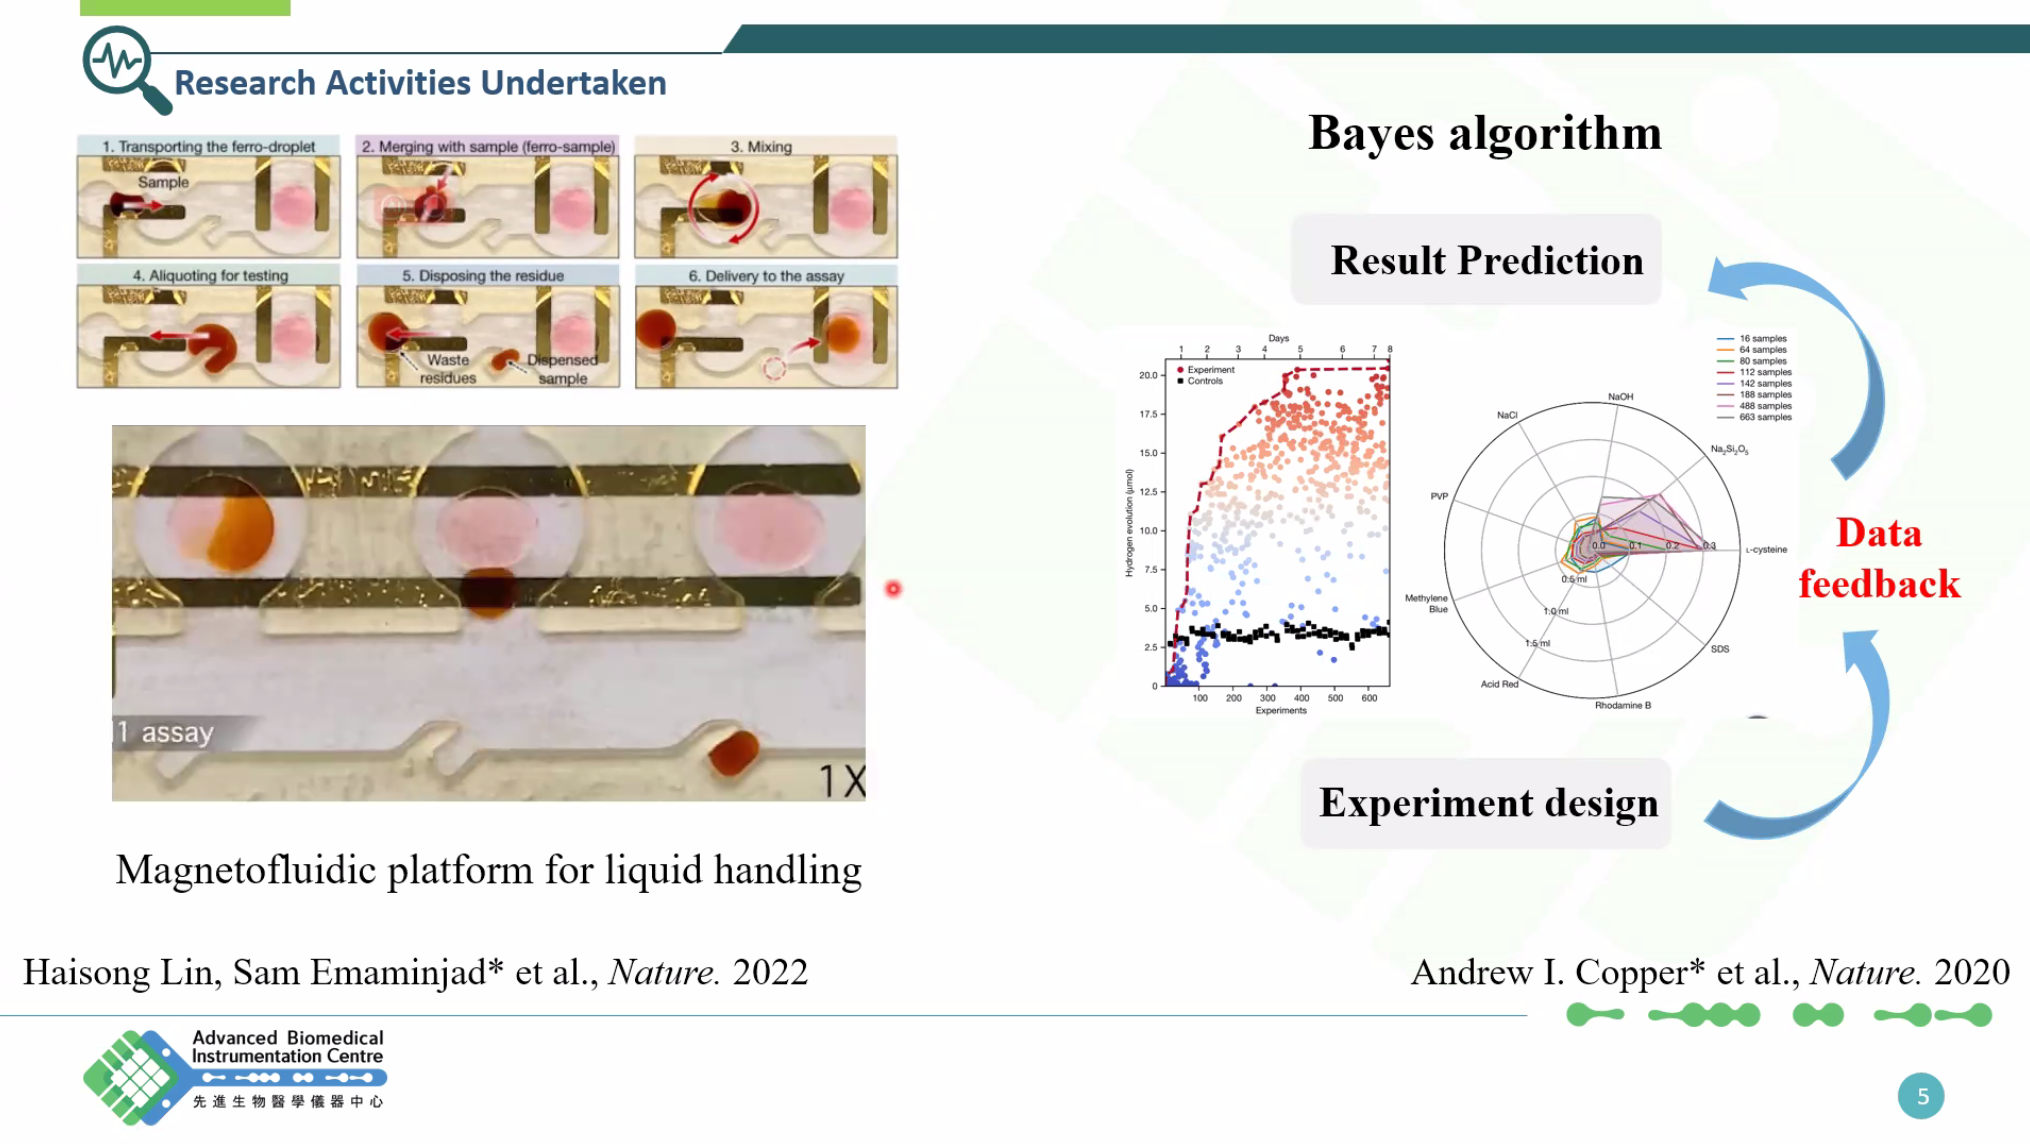 Research Activities Undertaken
1. Transporting the ferro-droplet
Sample
2. Merging with sample (ferro-sample)
3. Mixing
4. Aliquoting for testing
5. Disposing the residue
Waste
residues
Dispensed
sample
6. Delivery to the assay
1 assay
1X
Magnetofluidic platform for liquid handling
Haisong Lin, Sam Emaminjad* et al., Nature. 2022
Bayes algorithm
Result Prediction
Days
1 2 3 4 5 6 7 8
Experiment
Controls
20.0
17.5
15.0
12.5
10.0
7.5
5.0
2.5
0
Hydrogen evolution (μmol)
100 200 300 400 500 600
Experiments
16 samples
64 samples
80 samples
112 samples
142 samples
188 samples
488 samples
663 samples
NaOH
NaCl
Na2Si2O5
PVP
0.0 0.1 0.2 0.3
L-cysteine
0.5 ml
Methylene
Blue
1.0 ml
1.5 ml
SDS
Acid Red
Rhodamine B
Data
feedback
Experiment design
Andrew I. Copper* et al., Nature. 2020
Advanced Biomedical
Instrumentation Centre
先進生物醫學儀器中心
5